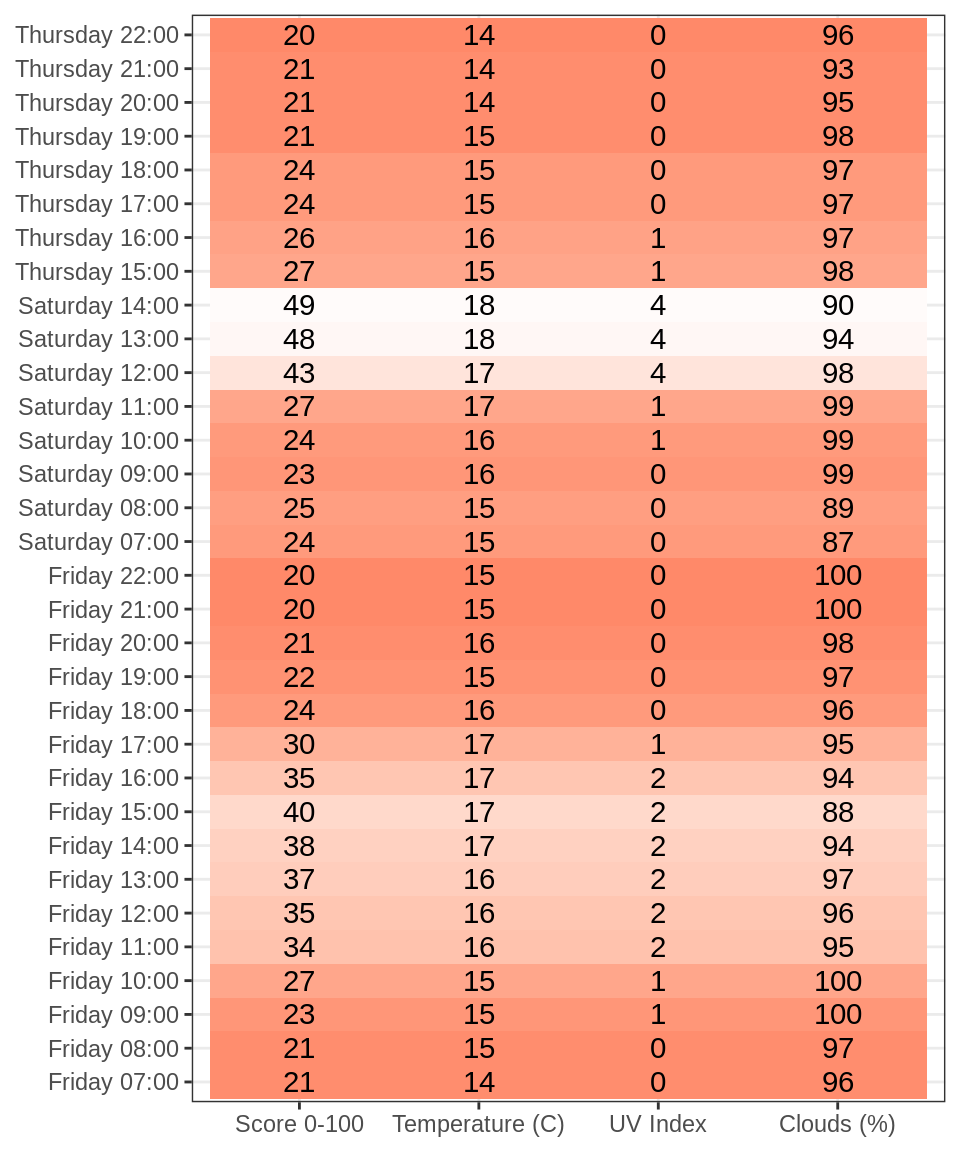 Thursday 22:00 20 14 0 96
Thursday 21:00 21 14 0 93
Thursday 20:00 21 14 0 95
Thursday 19:00 21 15 0 98
Thursday 18:00 24 15 0 97
Thursday 17:00 24 15 0 97
Thursday 16:00 26 16 1 97
Thursday 15:00 27 15 1 98
Saturday 14:00 49 18 4 90
Saturday 13:00 48 18 4 94
Saturday 12:00 43 17 4 98
Saturday 11:00 27 17 1 99
Saturday 10:00 24 16 1 99
Saturday 09:00 23 16 0 99
Saturday 08:00 25 15 0 89
Saturday 07:00 24 15 0 87
Friday 22:00 20 15 0 100
Friday 21:00 20 15 0 100
Friday 20:00 21 16 0 98
Friday 19:00 22 15 0 97
Friday 18:00 24 16 0 96
Friday 17:00 30 17 1 95
Friday 16:00 35 17 2 94
Friday 15:00 40 17 2 88
Friday 14:00 38 17 2 94
Friday 13:00 37 16 2 97
Friday 12:00 35 16 2 96
Friday 11:00 34 16 2 95
Friday 10:00 27 15 1 100
Friday 09:00 23 15 1 100
Friday 08:00 21 15 0 97
Friday 07:00 21 14 0 96
Score 0-100 Temperature (C) UV Index Clouds (%)